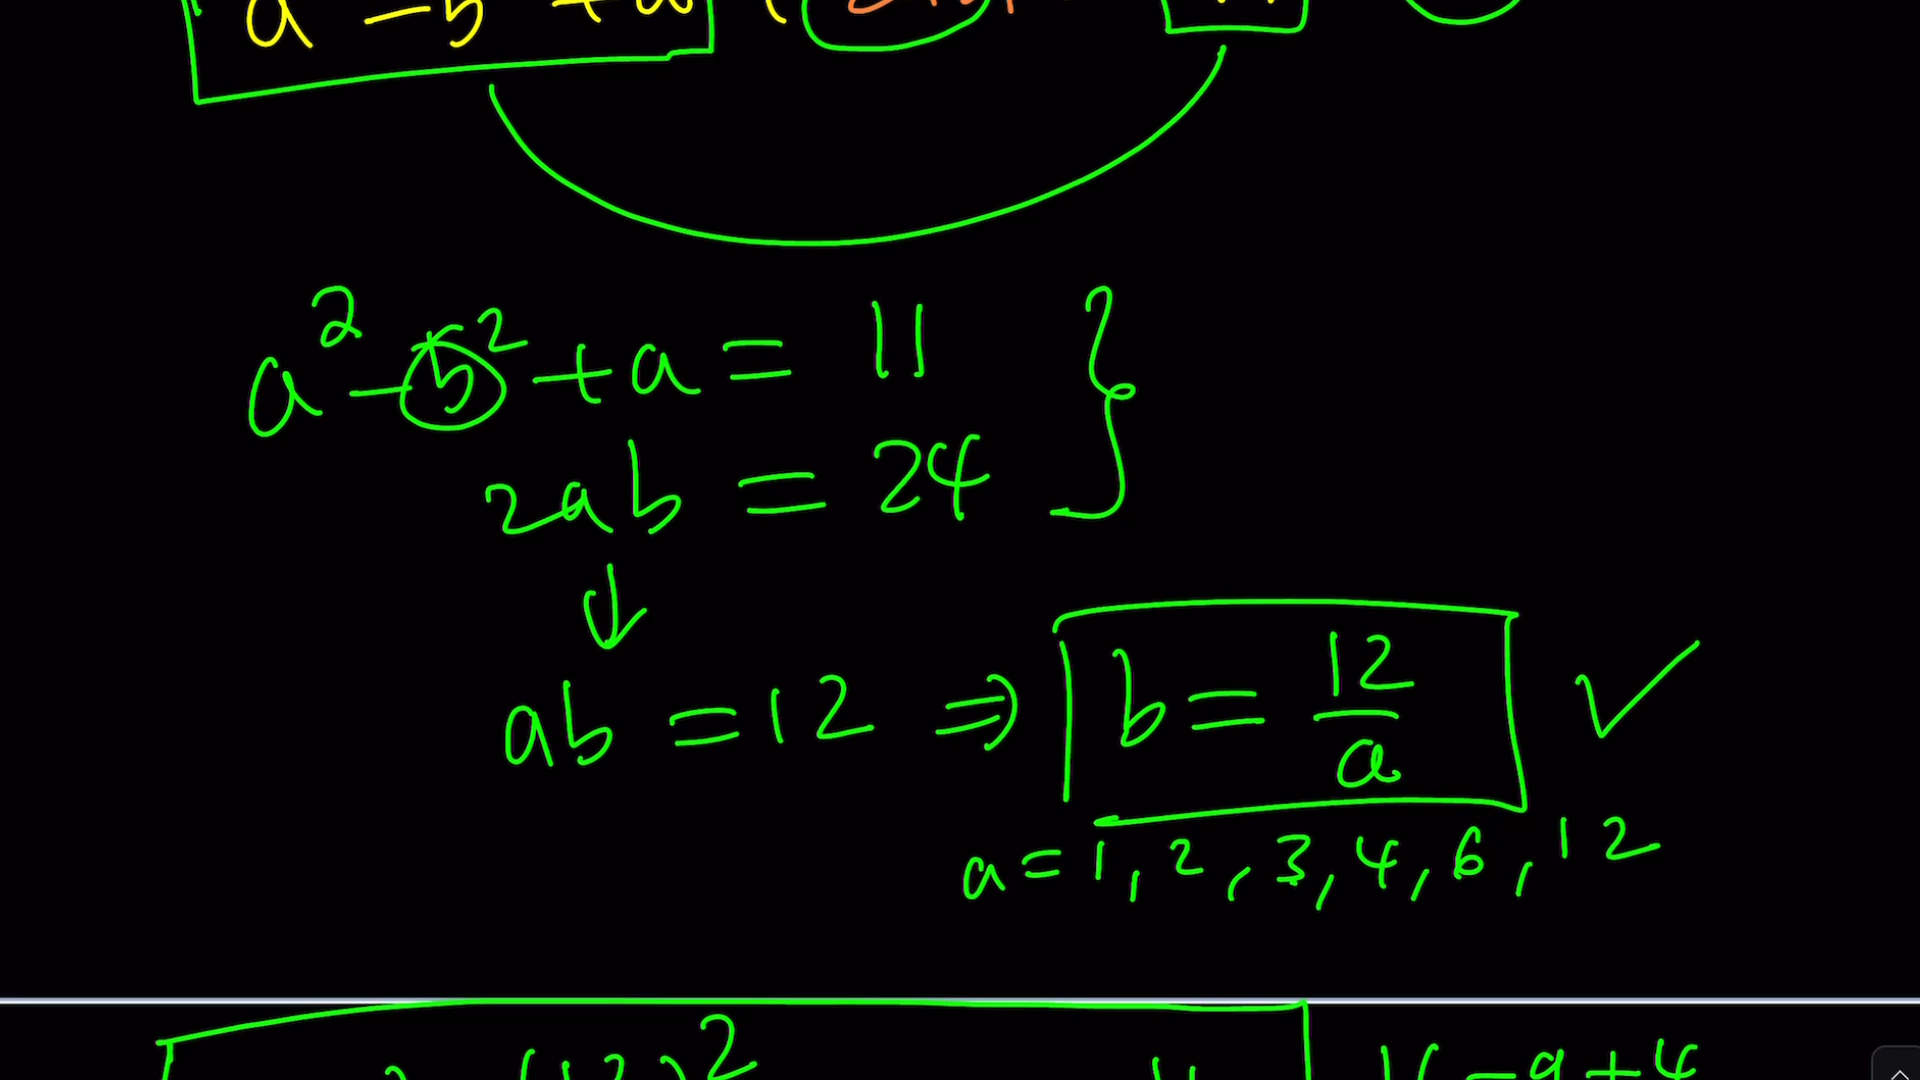 a - b + a
a² - b² + a = 11
2ab = 24
ab = 12 ⇒ b = 12/a
a = 1, 2, 3, 4, 6, 12